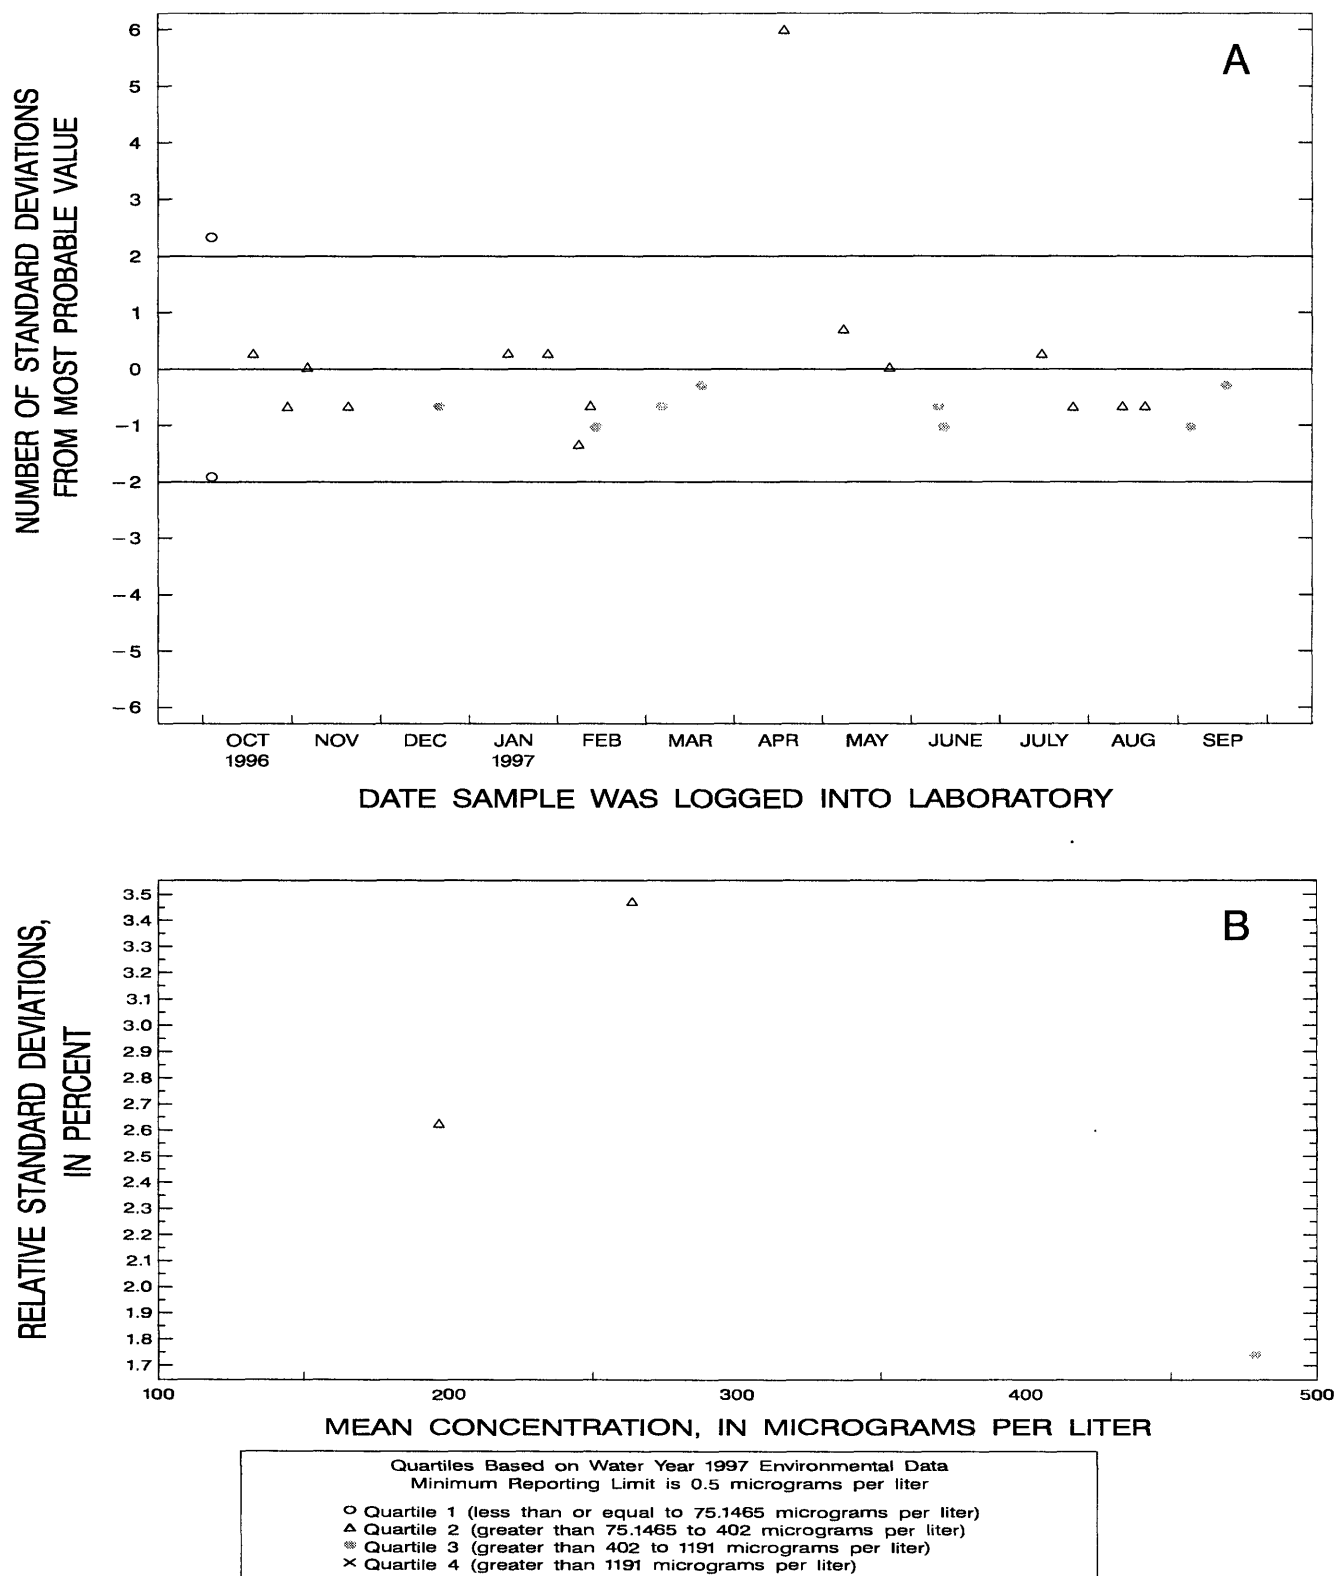 A
NUMBER OF STANDARD DEVIATIONS
FROM MOST PROBABLE VALUE
6
5
4
3
2
1
0
−1
−2
−3
−4
−5
−6
OCT NOV DEC JAN FEB MAR APR MAY JUNE JULY AUG SEP
1996 1997
DATE SAMPLE WAS LOGGED INTO LABORATORY
B
RELATIVE STANDARD DEVIATIONS,
IN PERCENT
3.5
3.4
3.3
3.2
3.1
3.0
2.9
2.8
2.7
2.6
2.5
2.4
2.3
2.2
2.1
2.0
1.9
1.8
1.7
100 200 300 400 500
MEAN CONCENTRATION, IN MICROGRAMS PER LITER
Quartiles Based on Water Year 1997 Environmental Data
Minimum Reporting Limit is 0.5 micrograms per liter
Quartile 1 (less than or equal to 75.1465 micrograms per liter)
Quartile 2 (greater than 75.1465 to 402 micrograms per liter)
Quartile 3 (greater than 402 to 1191 micrograms per liter)
Quartile 4 (greater than 1191 micrograms per liter)